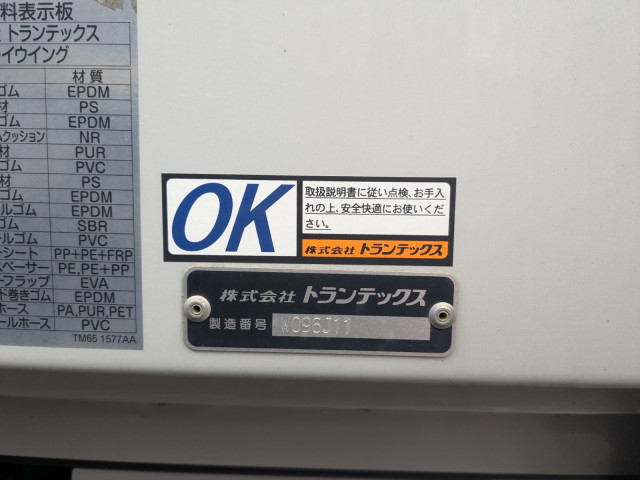 料表示板
トランテックス
イウイング
材質
ゴム EPDM
材 PS
ゴム EPDM
ムクッション NR
材 PUR
ゴム PVC
材 PS
ゴム EPDM
ールゴム EPDM
ゴム SBR
ールゴム PVC
ーシート PP+PE+FRP
スペーサー PE,PE+PP
ーフラップ EVA
ト巻きゴム EPDM
ホース PA,PUR,PET
ールホース PVC
TM65 1577AA
OK
取扱説明書に従い点検、お手入
れの上、安全快適にお使いくだ
さい。
株式会社 トランテックス
株式会社 トランテックス
製造番号 W096J11